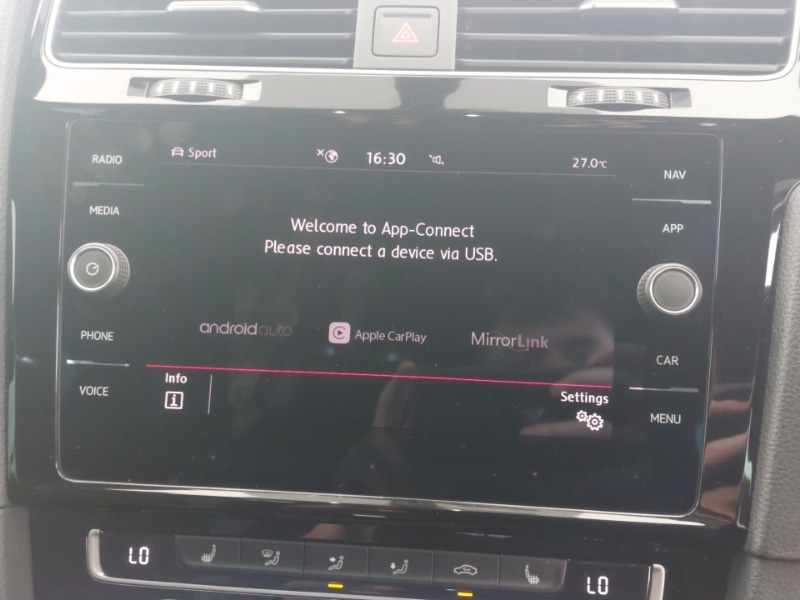 RADIO
MEDIA
PHONE
VOICE
Sport
16:30
27.0°C
Welcome to App-Connect
Please connect a device via USB.
androidauto
Apple CarPlay
MirrorLink
Info
i
Settings
NAV
APP
CAR
MENU
LO
LO